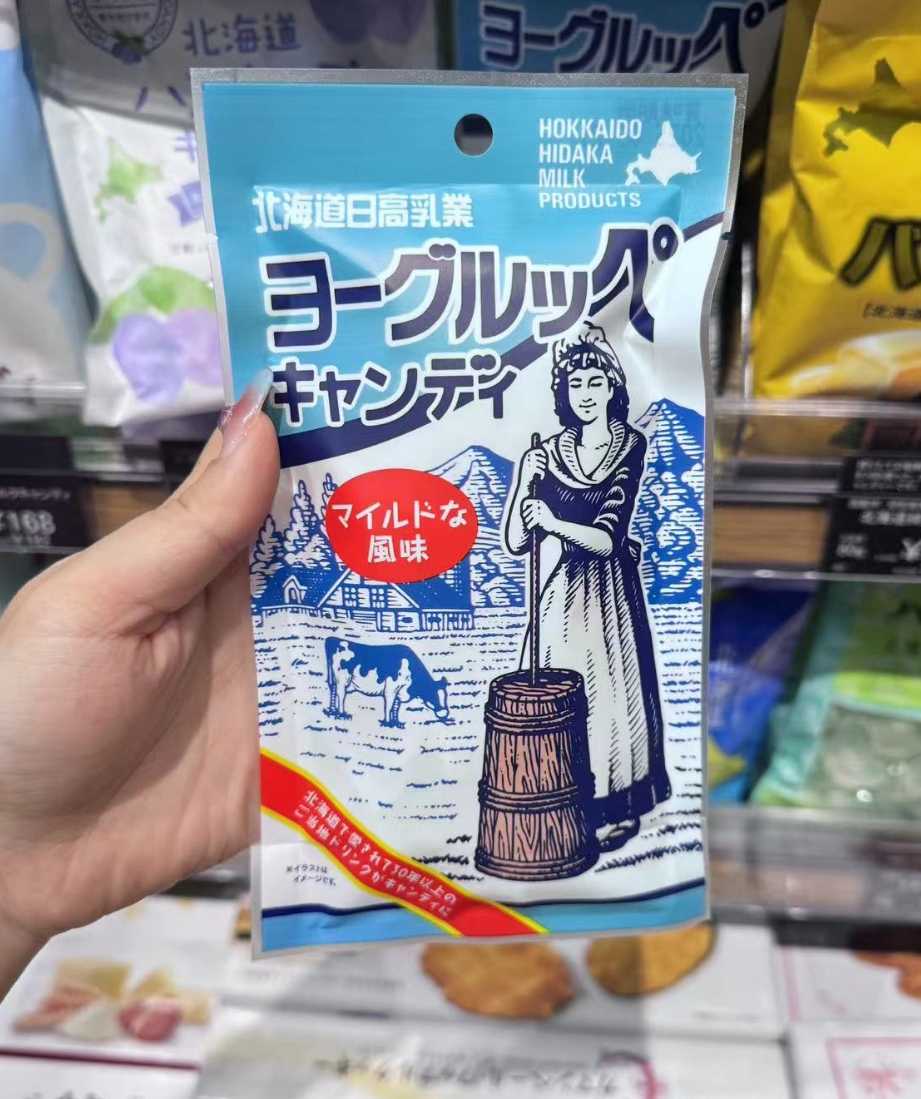 北海道
ヨーグルッペ
HOKKAIDO
HIDAKA
MILK
PRODUCTS
北海道日高乳業
ヨーグルッペ
キャンディ
マイルドな
風味
¥168
北海道で愛されて30年以上の
ご当地ドリンクがキャンディに
※イラストは
イメージです。